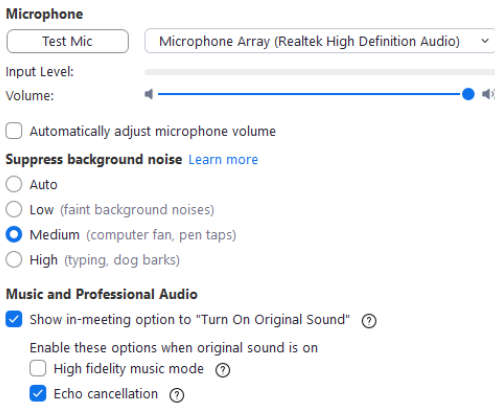 Microphone
Test Mic Microphone Array (Realtek High Definition Audio)
Input Level:
Volume:
Automatically adjust microphone volume
Suppress background noise Learn more
Auto
Low (faint background noises)
Medium (computer fan, pen taps)
High (typing, dog barks)
Music and Professional Audio
Show in-meeting option to "Turn On Original Sound" ?
Enable these options when original sound is on
High fidelity music mode ?
Echo cancellation ?